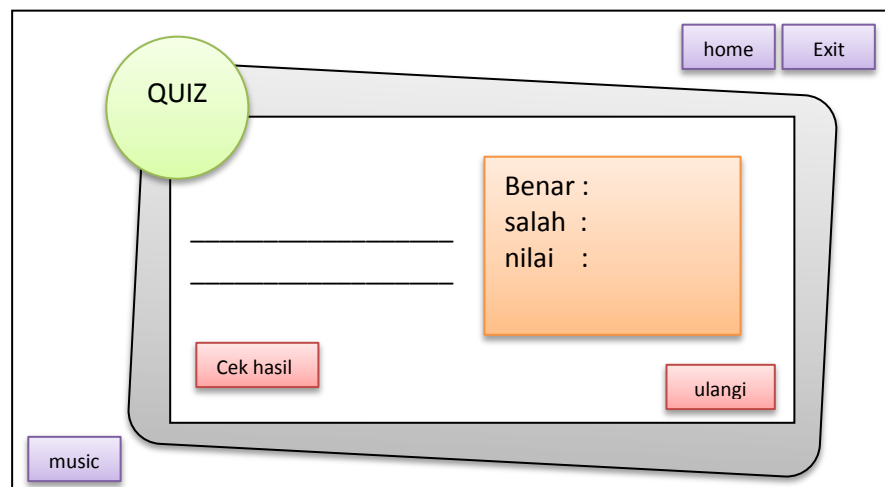 home
Exit
QUIZ
Benar :
salah :
nilai :
Cek hasil
ulangi
music